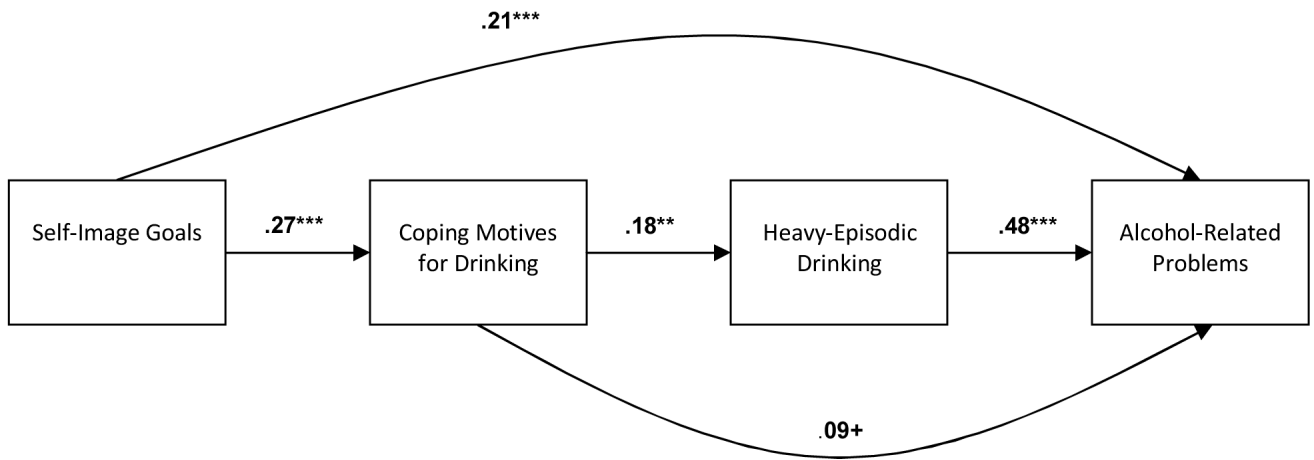 .21***
Self-Image Goals
.27***
Coping Motives
for Drinking
.18**
Heavy-Episodic
Drinking
.48***
Alcohol-Related
Problems
.09+